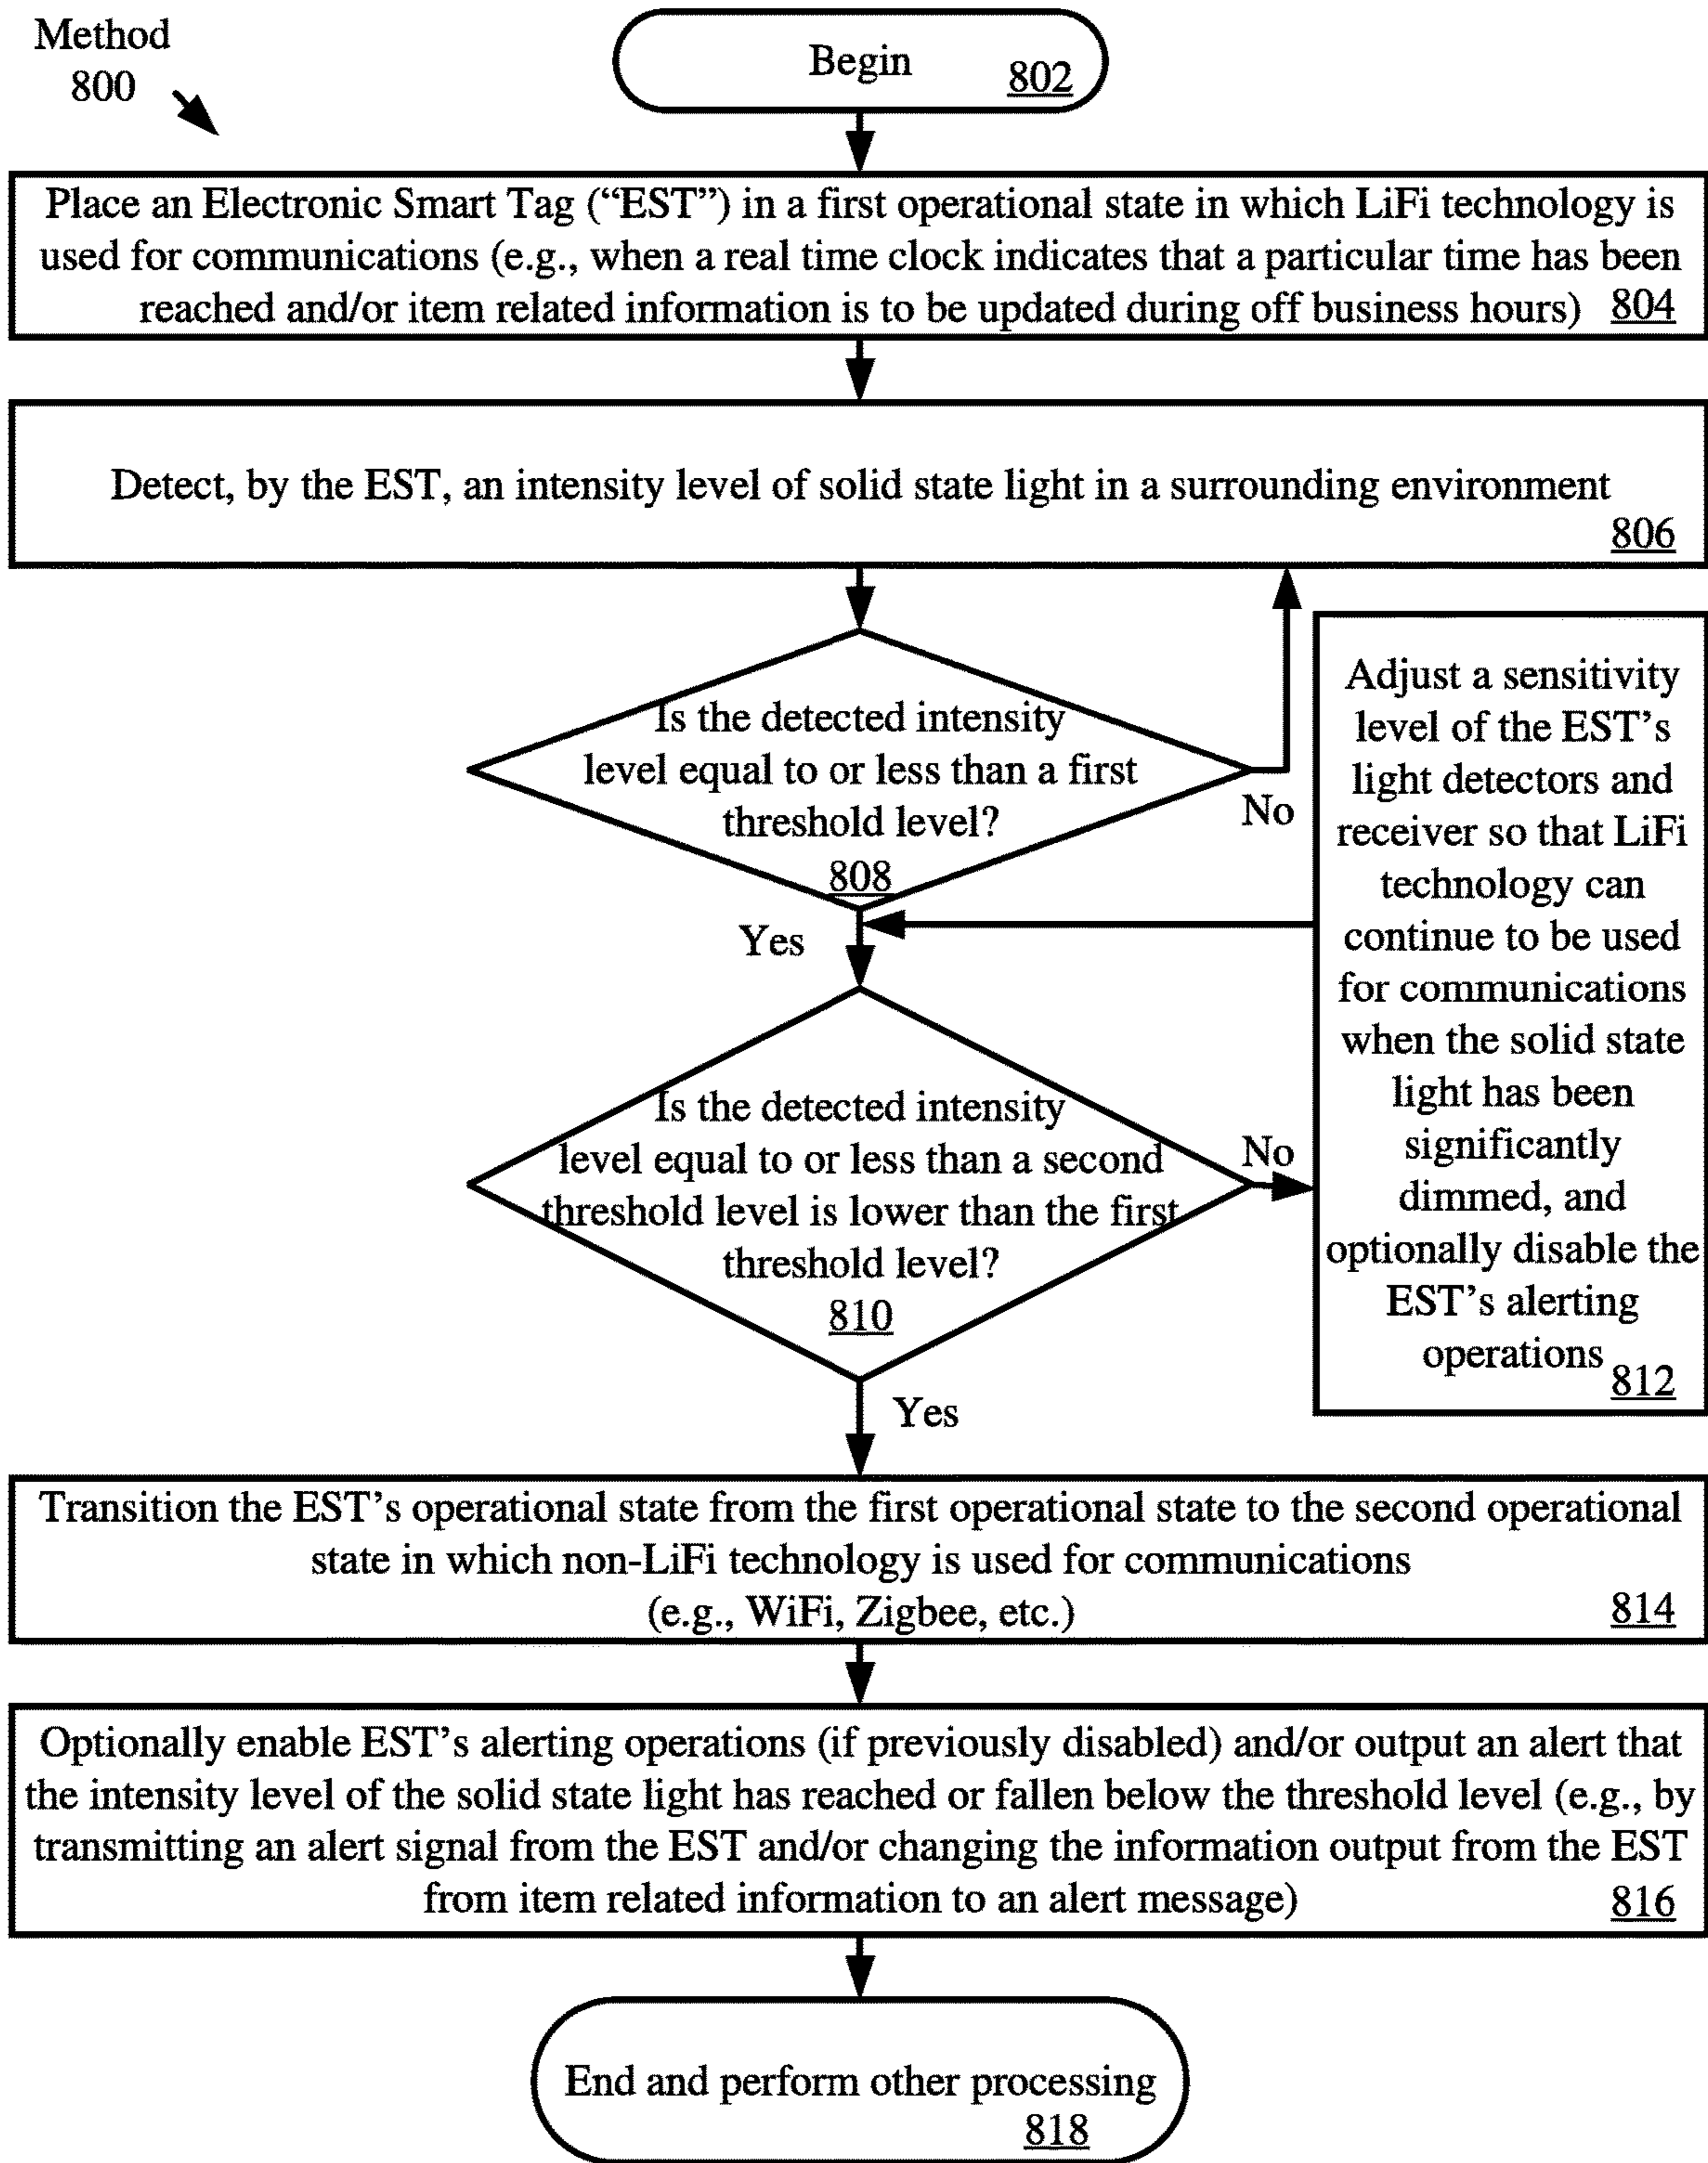 Method
800
Begin 802
Place an Electronic Smart Tag (“EST”) in a first operational state in which LiFi technology is
used for communications (e.g., when a real time clock indicates that a particular time has been
reached and/or item related information is to be updated during off business hours) 804
Detect, by the EST, an intensity level of solid state light in a surrounding environment
806
Is the detected intensity
level equal to or less than a first
threshold level?
808
No
Yes
Is the detected intensity
level equal to or less than a second
threshold level is lower than the first
threshold level?
810
No
Yes
Adjust a sensitivity
level of the EST’s
light detectors and
receiver so that LiFi
technology can
continue to be used
for communications
when the solid state
light has been
significantly
dimmed, and
optionally disable the
EST’s alerting
operations
812
Transition the EST’s operational state from the first operational state to the second operational
state in which non-LiFi technology is used for communications
(e.g., WiFi, Zigbee, etc.) 814
Optionally enable EST’s alerting operations (if previously disabled) and/or output an alert that
the intensity level of the solid state light has reached or fallen below the threshold level (e.g., by
transmitting an alert signal from the EST and/or changing the information output from the EST
from item related information to an alert message) 816
End and perform other processing
818